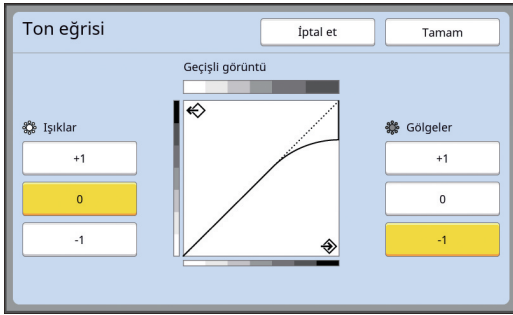 Ton eğrisi
İptal et
Tamam
Geçişli görüntü
Işıklar
Gölgeler
+1
+1
0
0
-1
-1